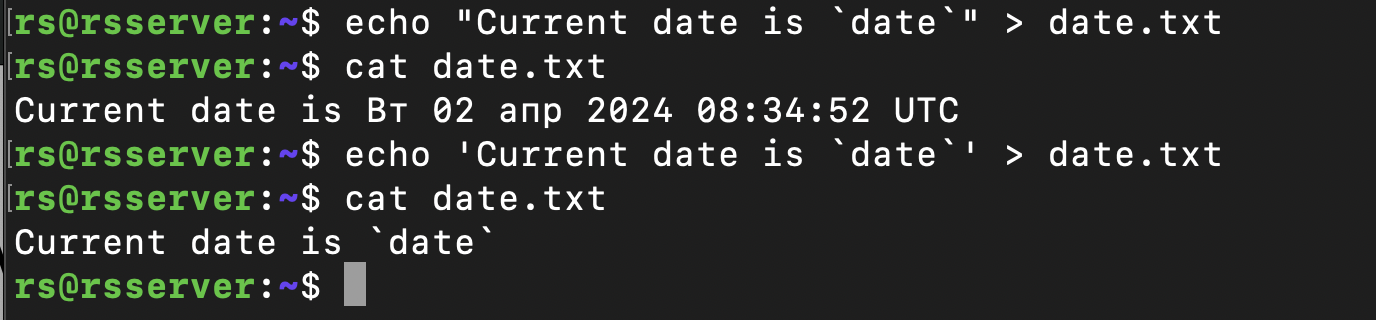 rs@rsserver:~$ echo "Current date is `date`" > date.txt
rs@rsserver:~$ cat date.txt
Current date is Вт 02 апр 2024 08:34:52 UTC
rs@rsserver:~$ echo 'Current date is `date`' > date.txt
rs@rsserver:~$ cat date.txt
Current date is `date`
rs@rsserver:~$